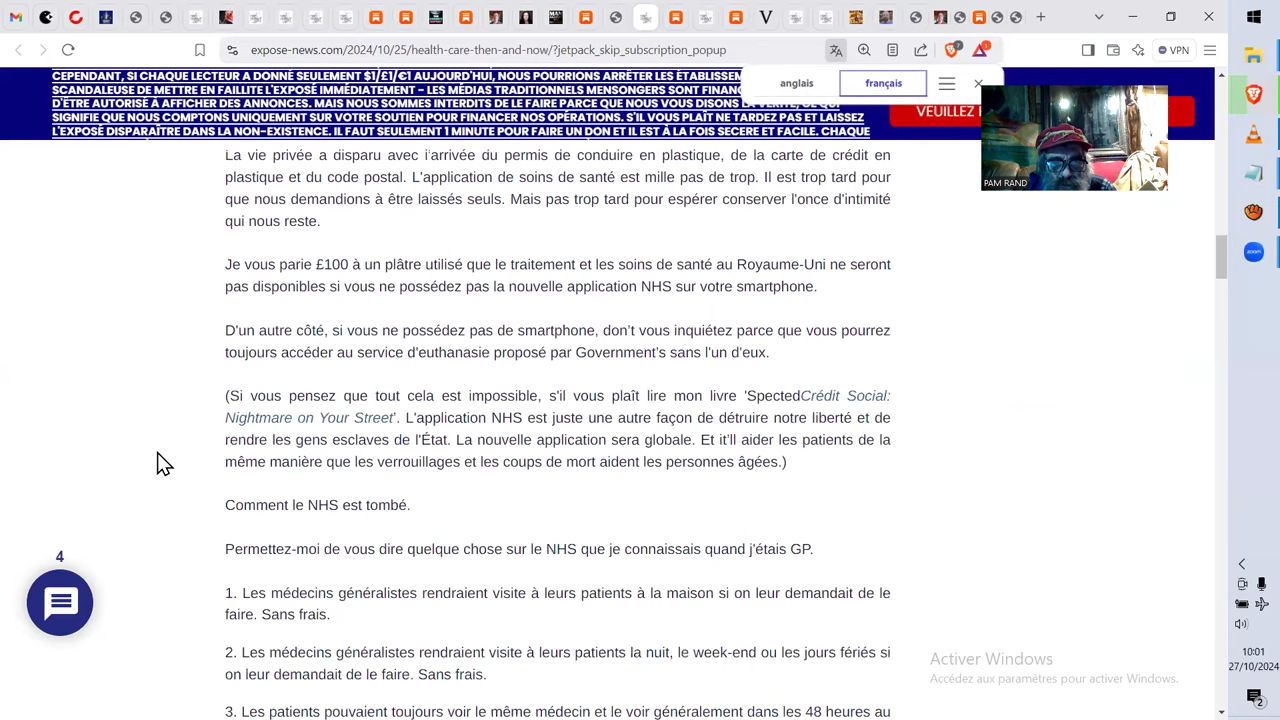 expose-news.com/2024/10/25/health-care-then-and-now/?jetpack_skip_subscription_popup
7
1
VPN
anglais
français
CEPENDANT, SI CHAQUE LECTEUR A DONNÉ SEULEMENT $1/£1/€1 AUJOURD'HUI, NOUS POURRIONS ARRÊTER LES
SCANDALEUSE DE METTRE EN FAILLITE L'EXPOSÉ IMMÉDIATEMENT - LES MÉDIAS TRADITIONNELS MENSONGERS SONT
D'ÊTRE AUTORISÉ À AFFICHER DES ANNONCES. MAIS NOUS SOMMES INTERDITS DE LE FAIRE PARCE QUE NOUS VOUS DISONS LA
SIGNIFIE QUE NOUS COMPTONS UNIQUEMENT SUR VOTRE SOUTIEN POUR FINANCER NOS OPÉRATIONS. S'IL VOUS PLAÎT NE TARDEZ PAS ET LAISSEZ
L'EXPOSÉ DISPARAÎTRE DANS LA NON-EXISTENCE. IL FAUT SEULEMENT 1 MINUTE POUR FAIRE UN DON ET IL EST À LA FOIS SECERE ET FACILE. CHAQUE
PAM RAND
La vie privée a disparu avec l'arrivée du permis de conduire en plastique, de la carte de crédit en
plastique et du code postal. L'application de soins de santé est mille pas de trop. Il est trop tard pour
que nous demandions à être laissés seuls. Mais pas trop tard pour espérer conserver l'once d'intimité
qui nous reste.
Je vous parie £100 à un plâtre utilisé que le traitement et les soins de santé au Royaume-Uni ne seront
pas disponibles si vous ne possédez pas la nouvelle application NHS sur votre smartphone.
D'un autre côté, si vous ne possédez pas de smartphone, don't vous inquiétez parce que vous pourrez
toujours accéder au service d'euthanasie proposé par Government's sans l'un d'eux.
(Si vous pensez que tout cela est impossible, s'il vous plaît lire mon livre 'SpectedCrédit Social:
Nightmare on Your Street'. L'application NHS est juste une autre façon de détruire notre liberté et de
rendre les gens esclaves de l'État. La nouvelle application sera globale. Et it'll aider les patients de la
même manière que les verrouillages et les coups de mort aident les personnes âgées.)
Comment le NHS est tombé.
Permettez-moi de vous dire quelque chose sur le NHS que je connaissais quand j'étais GP.
4
1. Les médecins généralistes rendraient visite à leurs patients à la maison si on leur demandait de le
faire. Sans frais.
2. Les médecins généralistes rendraient visite à leurs patients la nuit, le week-end ou les jours fériés si
on leur demandait de le faire. Sans frais.
3. Les patients pouvaient toujours voir le même médecin et le voir généralement dans les 48 heures au
Activer Windows
Accédez aux paramètres pour activer Windows.
zoom
10:01
27/10/2024
2